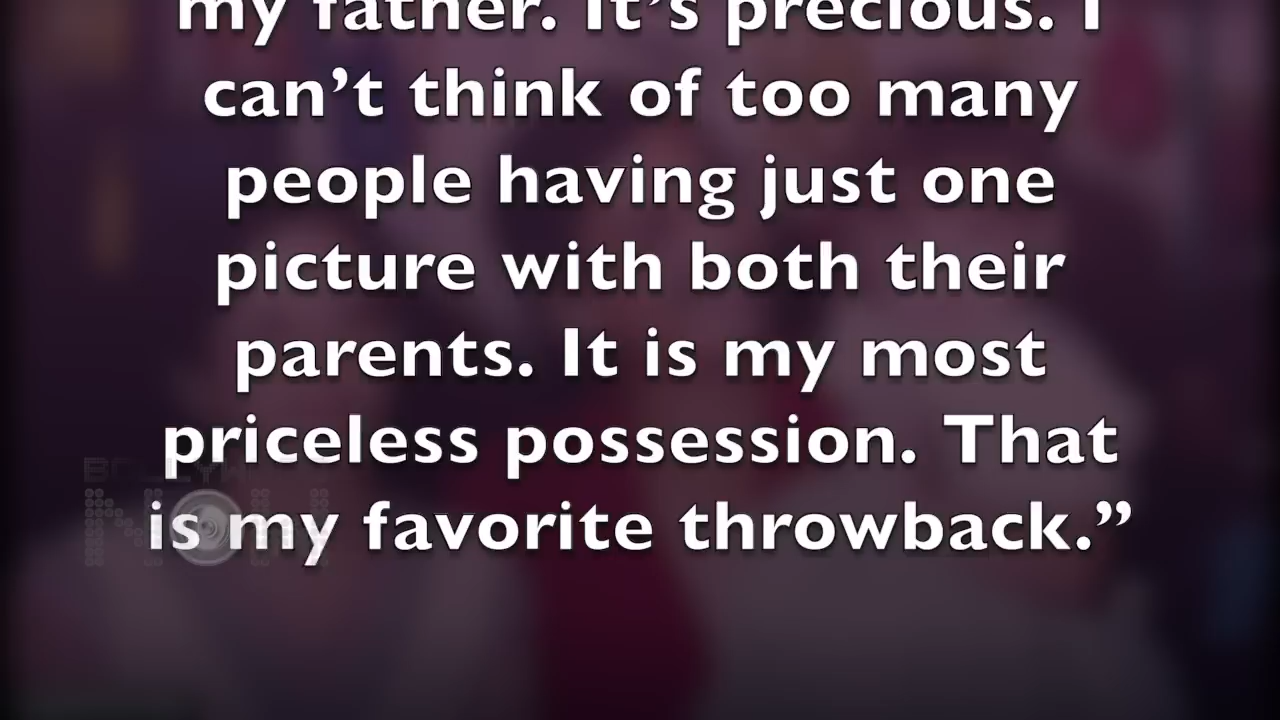 my father. It’s precious. I
can’t think of too many
people having just one
picture with both their
parents. It is my most
priceless possession. That
is my favorite throwback.”
NOW